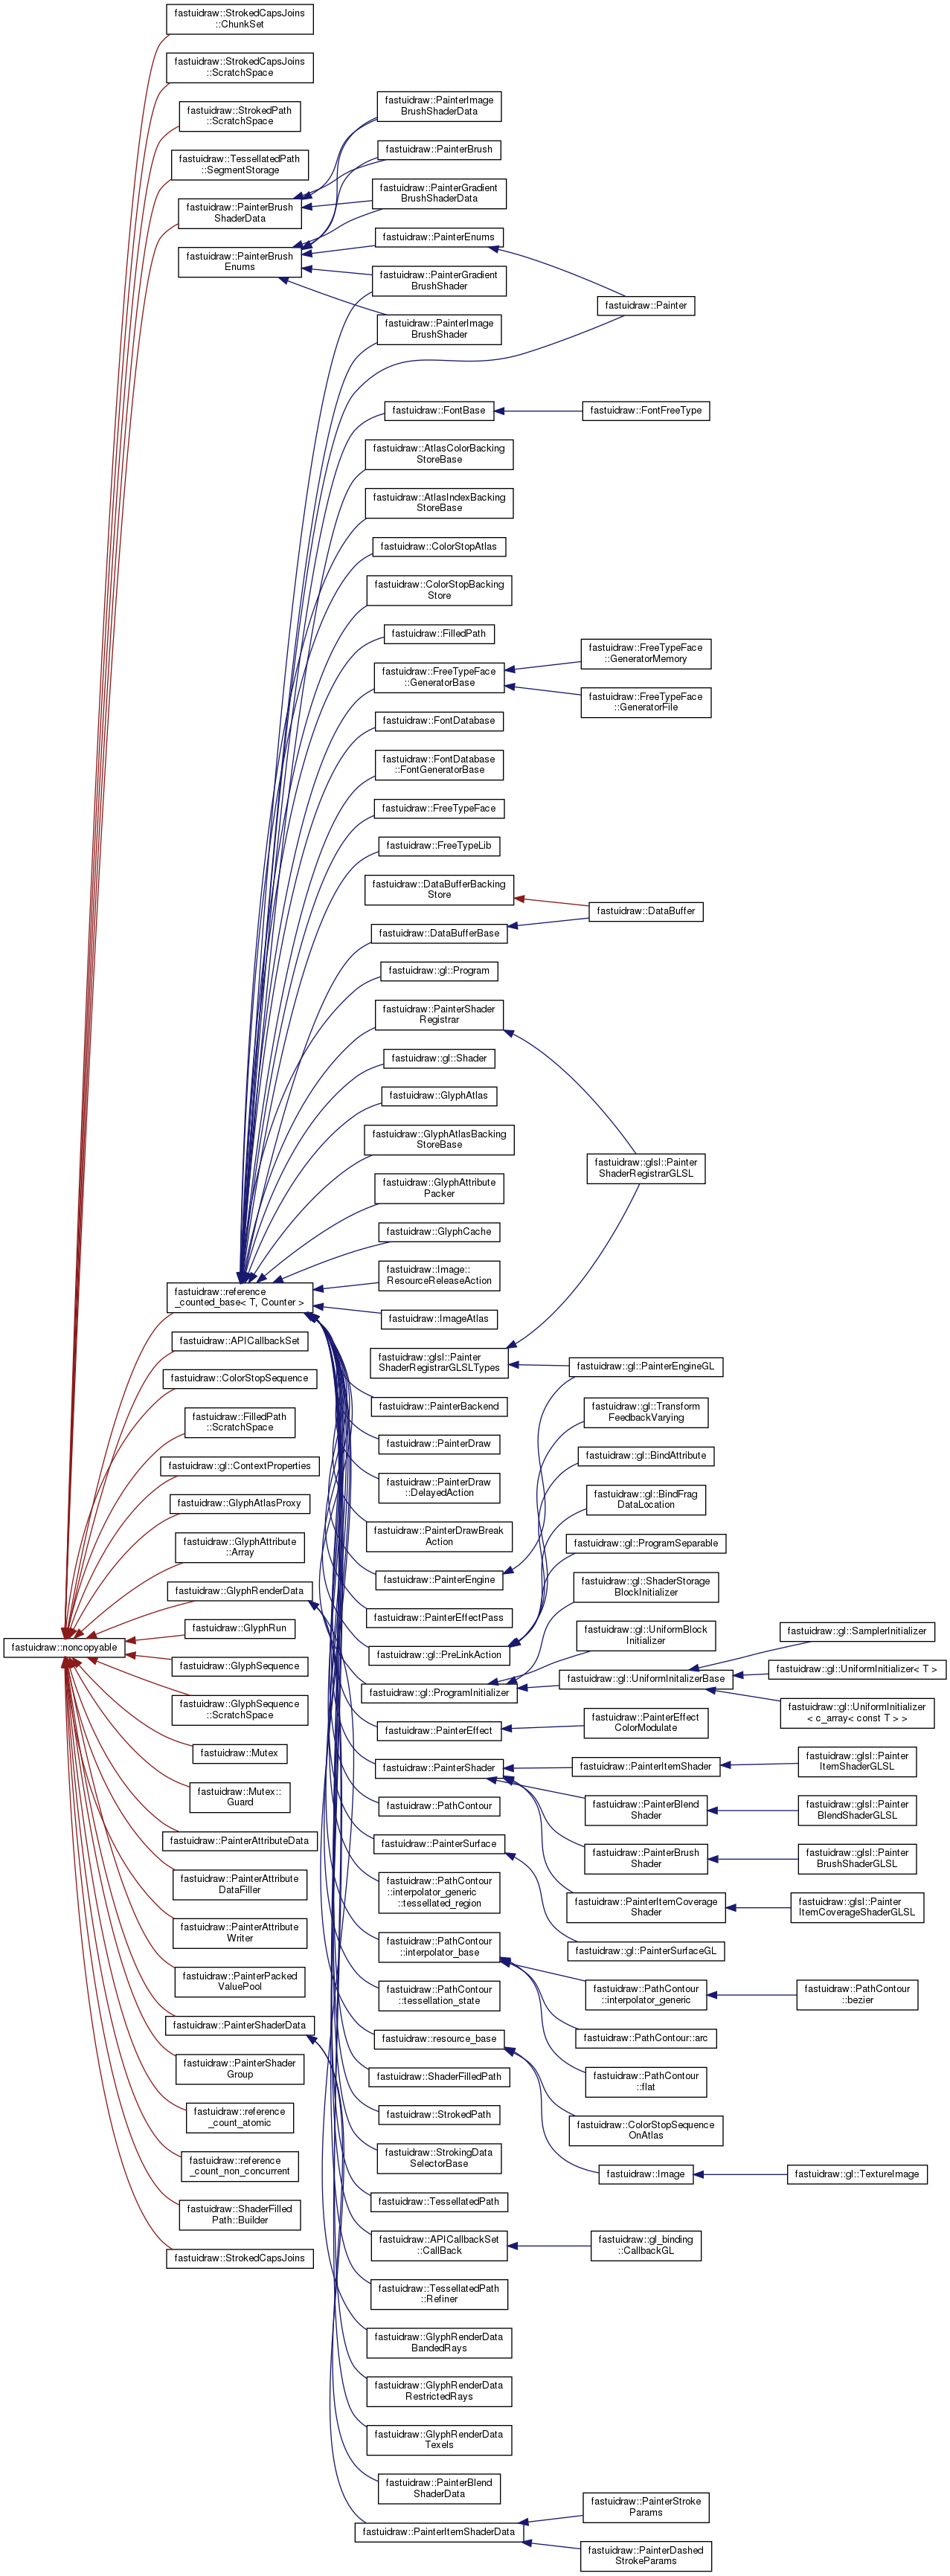 fastuidraw::StrokedCapsJoins
::ChunkSet
fastuidraw::StrokedCapsJoins
::ScratchSpace
fastuidraw::StrokedPath
::ScratchSpace
fastuidraw::TessellatedPath
::SegmentStorage
fastuidraw::PainterBrush
ShaderData
fastuidraw::PainterBrush
Enums
fastuidraw::reference
_counted_base< T, Counter >
fastuidraw::APICallbackSet
fastuidraw::ColorStopSequence
fastuidraw::FilledPath
::ScratchSpace
fastuidraw::gl::ContextProperties
fastuidraw::GlyphAtlasProxy
fastuidraw::GlyphAttribute
::Array
fastuidraw::GlyphRenderData
fastuidraw::GlyphRun
fastuidraw::noncopyable
fastuidraw::GlyphSequence
fastuidraw::GlyphSequence
::ScratchSpace
fastuidraw::Mutex
fastuidraw::Mutex::
Guard
fastuidraw::PainterAttributeData
fastuidraw::PainterAttribute
DataFiller
fastuidraw::PainterAttribute
Writer
fastuidraw::PainterPacked
ValuePool
fastuidraw::PainterShaderData
fastuidraw::PainterShader
Group
fastuidraw::reference
_count_atomic
fastuidraw::reference
_count_non_concurrent
fastuidraw::ShaderFilled
Path::Builder
fastuidraw::StrokedCapsJoins
fastuidraw::PainterImage
BrushShaderData
fastuidraw::PainterBrush
fastuidraw::PainterGradient
BrushShaderData
fastuidraw::PainterEnums
fastuidraw::PainterGradient
BrushShader
fastuidraw::PainterImage
BrushShader
fastuidraw::FontBase
fastuidraw::AtlasColorBacking
StoreBase
fastuidraw::AtlasIndexBacking
StoreBase
fastuidraw::ColorStopAtlas
fastuidraw::ColorStopBacking
Store
fastuidraw::FilledPath
fastuidraw::FreeTypeFace
::GeneratorBase
fastuidraw::FontDatabase
fastuidraw::FontDatabase
::FontGeneratorBase
fastuidraw::FreeTypeFace
fastuidraw::FreeTypeLib
fastuidraw::DataBufferBacking
Store
fastuidraw::DataBufferBase
fastuidraw::gl::Program
fastuidraw::PainterShader
Registrar
fastuidraw::gl::Shader
fastuidraw::GlyphAtlas
fastuidraw::GlyphAtlasBacking
StoreBase
fastuidraw::GlyphAttribute
Packer
fastuidraw::GlyphCache
fastuidraw::Image::
ResourceReleaseAction
fastuidraw::ImageAtlas
fastuidraw::glsl::Painter
ShaderRegistrarGLSLTypes
fastuidraw::PainterBackend
fastuidraw::PainterDraw
fastuidraw::PainterDraw
::DelayedAction
fastuidraw::PainterDrawBreak
Action
fastuidraw::PainterEngine
fastuidraw::PainterEffectPass
fastuidraw::gl::PreLinkAction
fastuidraw::gl::ProgramInitializer
fastuidraw::PainterEffect
fastuidraw::PainterShader
fastuidraw::PathContour
fastuidraw::PainterSurface
fastuidraw::PathContour
::interpolator_generic
::tessellated_region
fastuidraw::PathContour
::interpolator_base
fastuidraw::PathContour
::tessellation_state
fastuidraw::resource_base
fastuidraw::ShaderFilledPath
fastuidraw::StrokedPath
fastuidraw::StrokingData
SelectorBase
fastuidraw::TessellatedPath
fastuidraw::APICallbackSet
::CallBack
fastuidraw::TessellatedPath
::Refiner
fastuidraw::GlyphRenderData
BandedRays
fastuidraw::GlyphRenderData
RestrictedRays
fastuidraw::GlyphRenderData
Texels
fastuidraw::PainterBlend
ShaderData
fastuidraw::PainterItemShaderData
fastuidraw::Painter
fastuidraw::FontFreeType
fastuidraw::FreeTypeFace
::GeneratorMemory
fastuidraw::FreeTypeFace
::GeneratorFile
fastuidraw::DataBuffer
fastuidraw::glsl::Painter
ShaderRegistrarGLSL
fastuidraw::gl::PainterEngineGL
fastuidraw::gl::Transform
FeedbackVarying
fastuidraw::gl::BindAttribute
fastuidraw::gl::BindFrag
DataLocation
fastuidraw::gl::ProgramSeparable
fastuidraw::gl::ShaderStorage
BlockInitializer
fastuidraw::gl::UniformBlock
Initializer
fastuidraw::gl::UniformInitalizerBase
fastuidraw::PainterEffect
ColorModulate
fastuidraw::PainterItemShader
fastuidraw::PainterBlend
Shader
fastuidraw::PainterBrush
Shader
fastuidraw::PainterItemCoverage
Shader
fastuidraw::gl::PainterSurfaceGL
fastuidraw::PathContour
::interpolator_generic
fastuidraw::PathContour::arc
fastuidraw::PathContour
::flat
fastuidraw::ColorStopSequence
OnAtlas
fastuidraw::Image
fastuidraw::gl_binding
::CallbackGL
fastuidraw::PainterStroke
Params
fastuidraw::PainterDashed
StrokeParams
fastuidraw::gl::SamplerInitializer
fastuidraw::gl::UniformInitializer< T >
fastuidraw::gl::UniformInitializer
< c_array< const T > >
fastuidraw::glsl::Painter
ItemShaderGLSL
fastuidraw::glsl::Painter
BlendShaderGLSL
fastuidraw::glsl::Painter
BrushShaderGLSL
fastuidraw::glsl::Painter
ItemCoverageShaderGLSL
fastuidraw::PathContour
::bezier
fastuidraw::gl::TextureImage